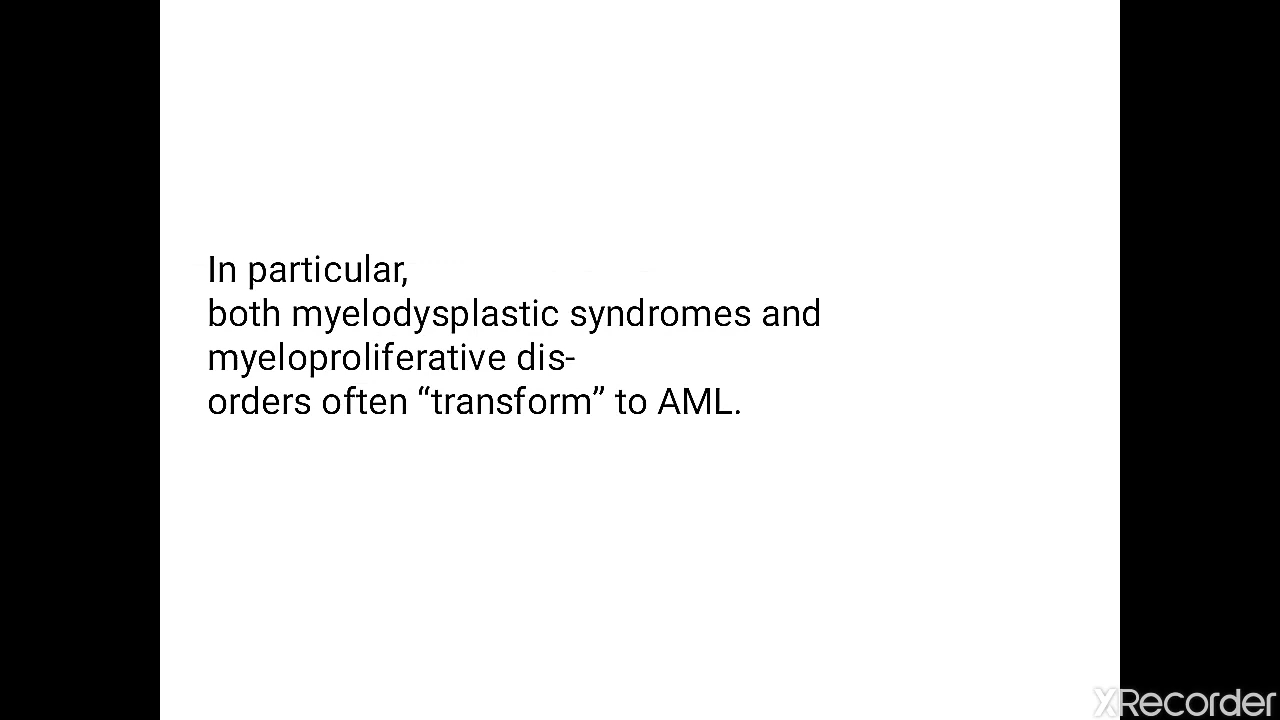 In particular,
both myelodysplastic syndromes and
myeloproliferative dis-
orders often “transform” to AML.
XRecorder